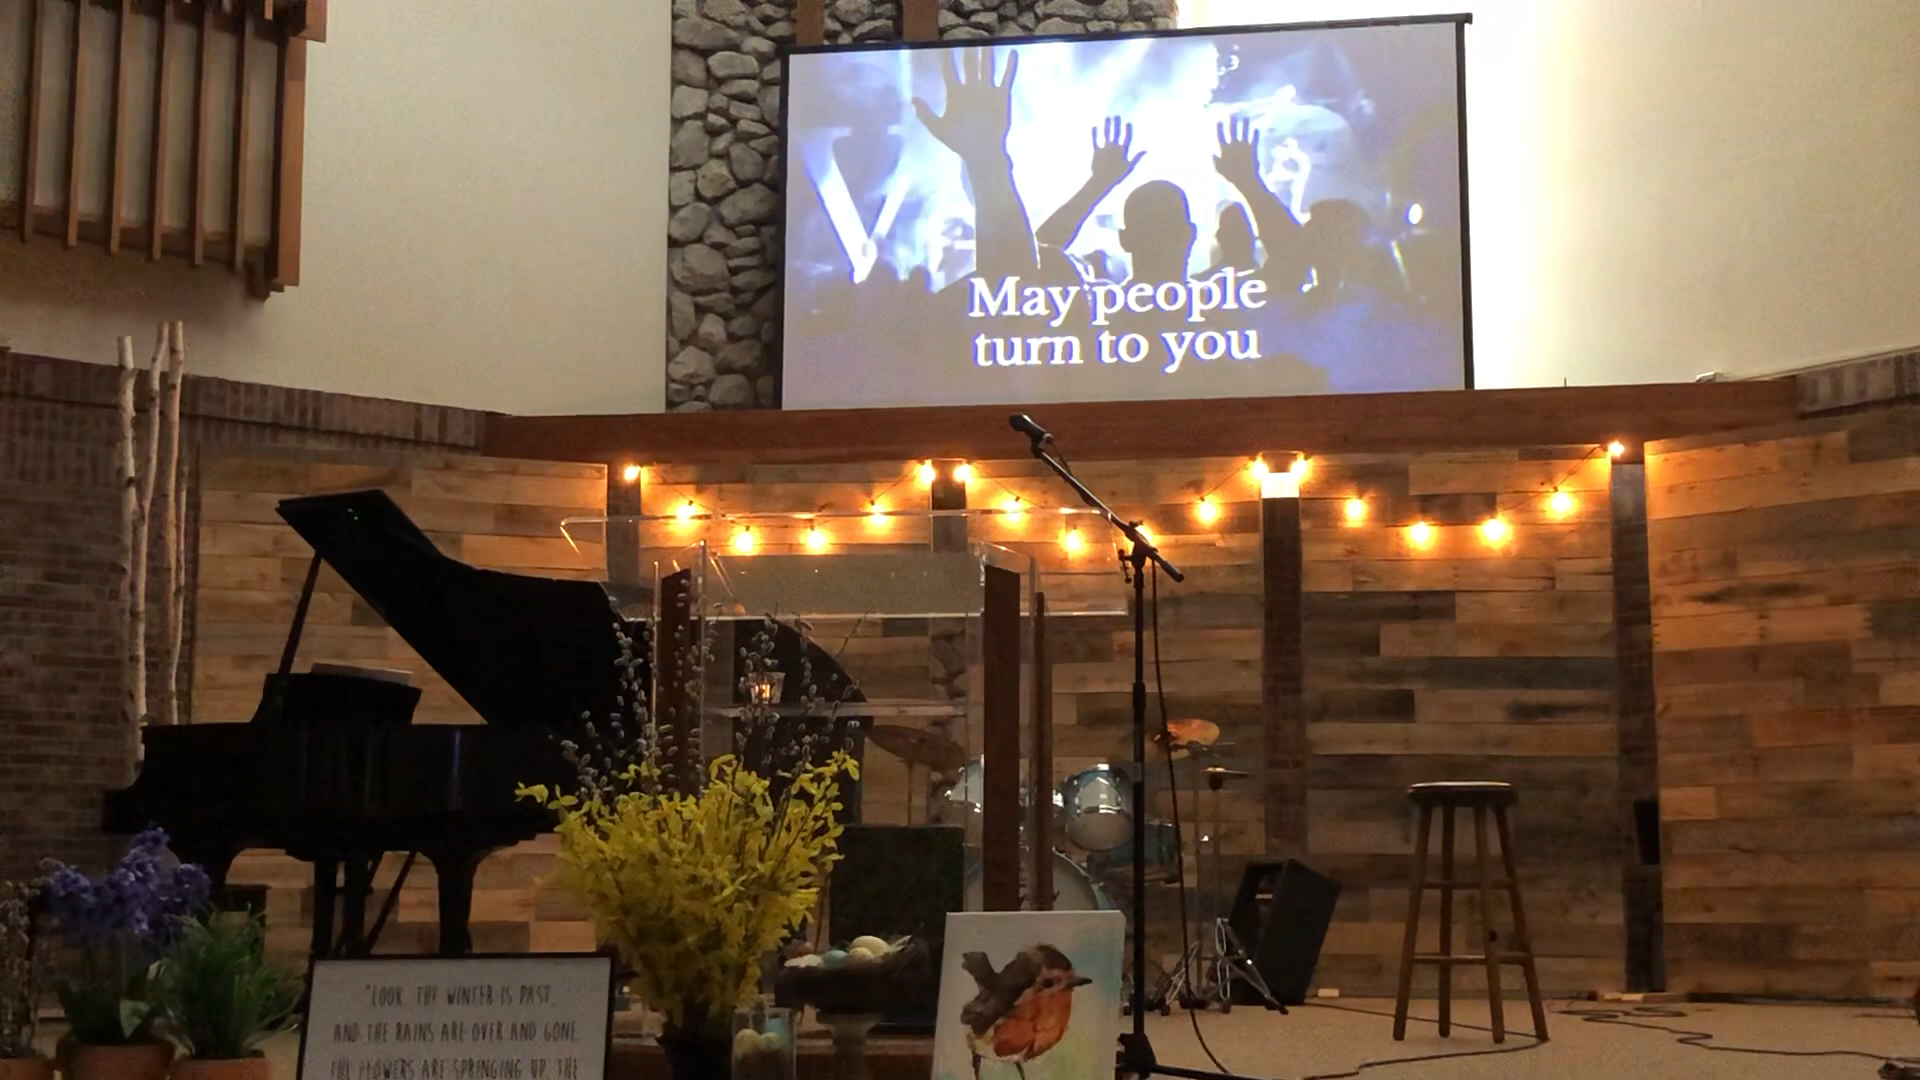 May people
turn to you
"LOOK, THE WINTER IS PAST,
AND THE RAINS ARE OVER AND GONE.
THE FLOWERS ARE SPRINGING UP, THE